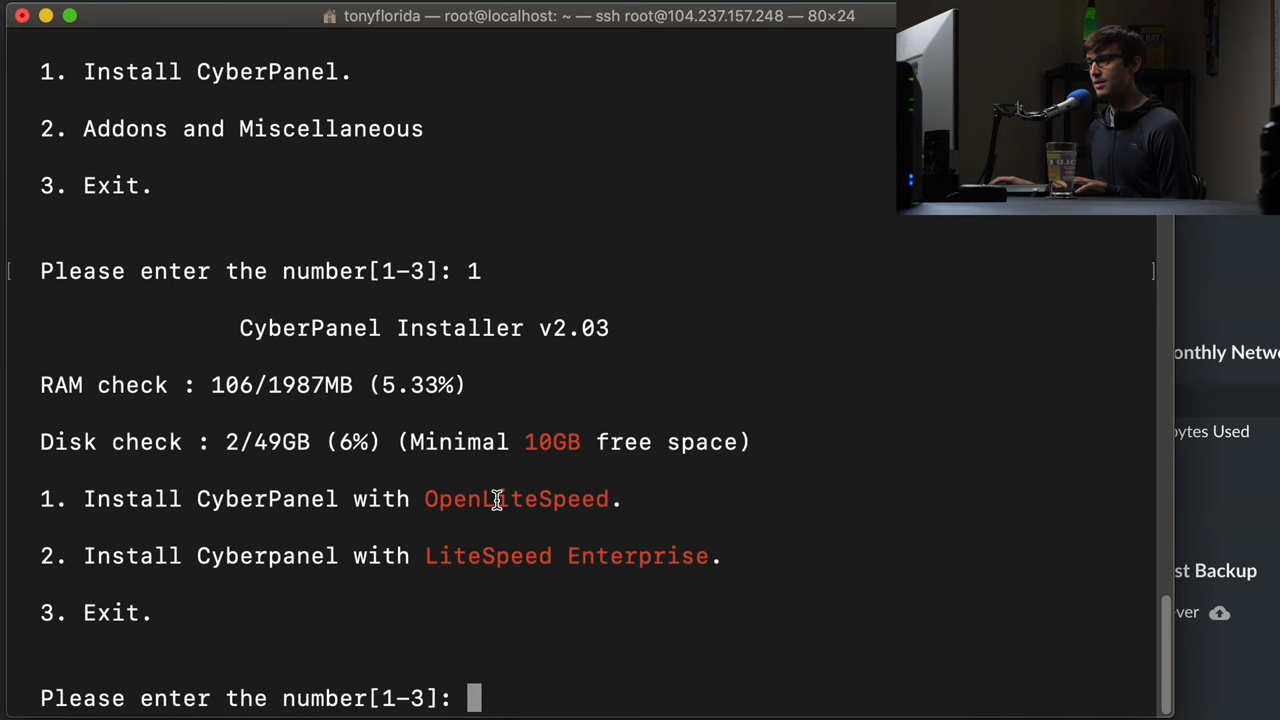 tonyflorida — root@localhost: ~ — ssh root@104.237.157.248 — 80×24
1. Install CyberPanel.
2. Addons and Miscellaneous
3. Exit.
Please enter the number[1-3]: 1
CyberPanel Installer v2.03
RAM check : 106/1987MB (5.33%)
Disk check : 2/49GB (6%) (Minimal 10GB free space)
1. Install CyberPanel with OpenLiteSpeed.
2. Install Cyberpanel with LiteSpeed Enterprise.
3. Exit.
Please enter the number[1-3]:
onthly Netw
bytes Used
st Backup
ver